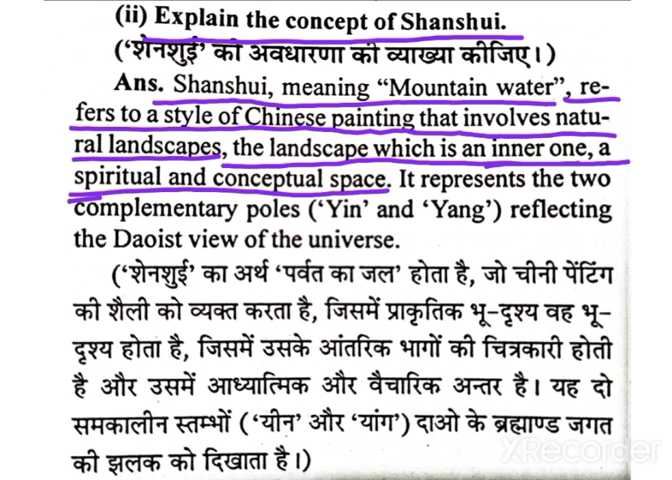 (ii) Explain the concept of Shanshui.
('शेनशुई' की अवधारणा की व्याख्या कीजिए।)
Ans. Shanshui, meaning “Mountain water”, re-
fers to a style of Chinese painting that involves natu-
ral landscapes, the landscape which is an inner one, a
spiritual and conceptual space. It represents the two
complementary poles (‘Yin’ and ‘Yang’) reflecting
the Daoist view of the universe.
(‘शेनशुई’ का अर्थ ‘पर्वत का जल’ होता है, जो चीनी पेंटिंग
की शैली को व्यक्त करता है, जिसमें प्राकृतिक भू-दृश्य वह भू-
दृश्य होता है, जिसमें उसके आंतरिक भागों की चित्रकारी होती
है और उसमें आध्यात्मिक और वैचारिक अन्तर है। यह दो
समकालीन स्तम्भों (‘यीन’ और ‘यांग’) दाओ के ब्रह्माण्ड जगत
की झलक को दिखाता है।)
XRecorder